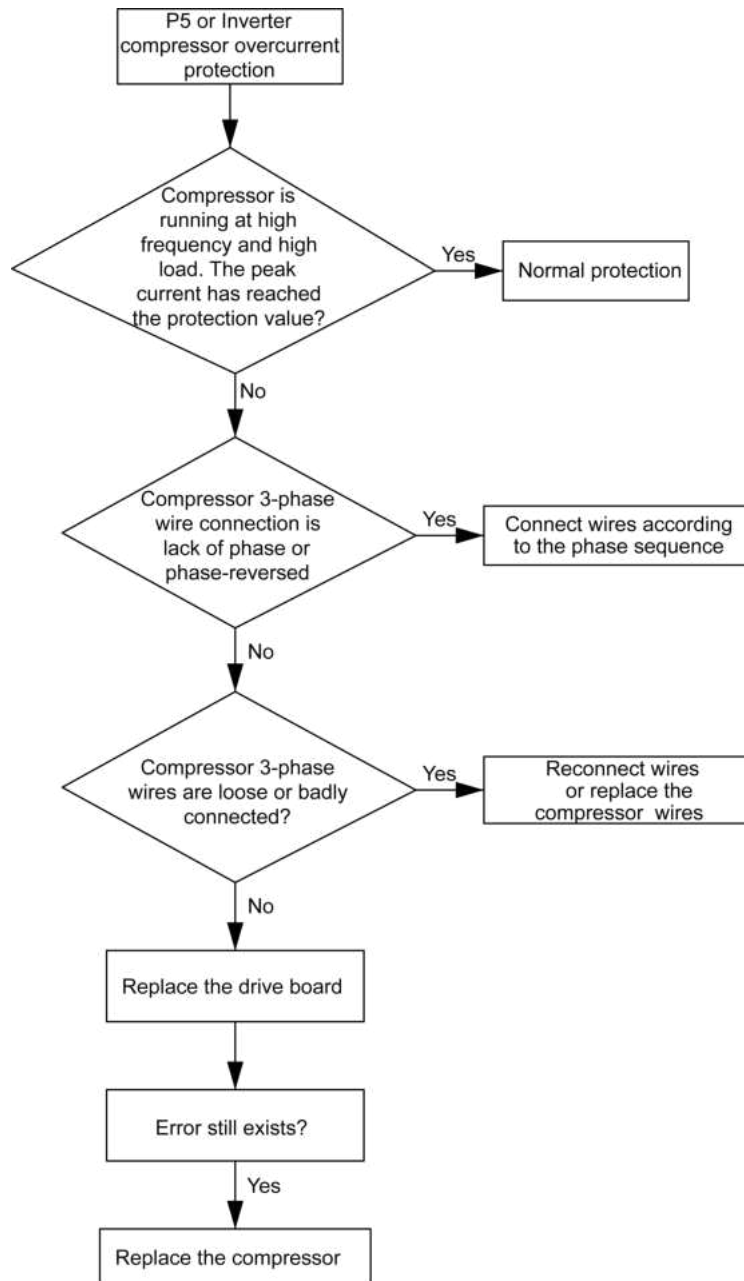 P5 or Inverter
compressor overcurrent
protection
Compressor is
running at high
frequency and high
load. The peak
current has reached
the protection value?
Yes
Normal protection
No
Compressor 3-phase
wire connection is
lack of phase or
phase-reversed
Yes
Connect wires according
to the phase sequence
No
Compressor 3-phase
wires are loose or badly
connected?
Yes
Reconnect wires
or replace the
compressor wires
No
Replace the drive board
Error still exists?
Yes
Replace the compressor